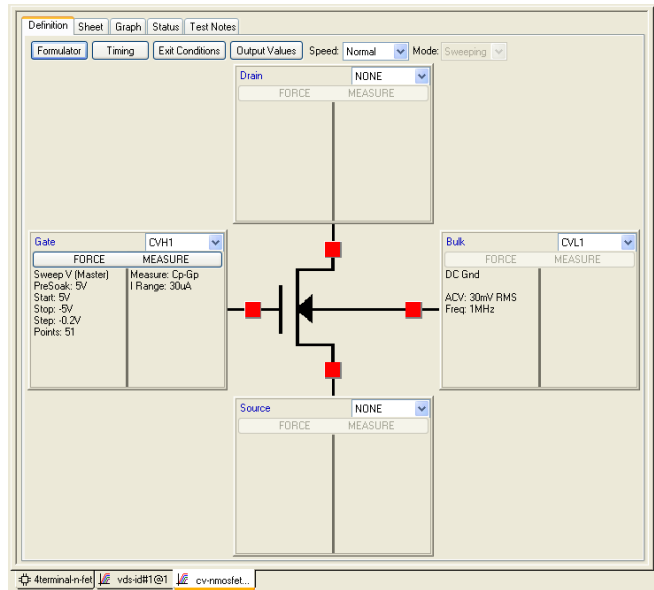 Definition Sheet Graph Status Test Notes
Formulator Timing Exit Conditions Output Values Speed: Normal Mode: Sweeping
Drain NONE
FORCE MEASURE
Gate CVH1
FORCE MEASURE
Sweep V (Master) Measure: Cp-Gp
PreSoak: 5V I Range: 30uA
Start: 5V
Stop: -5V
Step: -0.2V
Points: 51
Bulk CVL1
FORCE MEASURE
DC Gnd
ACV: 30mV RMS
Freq: 1MHz
Source NONE
FORCE MEASURE
4terminal-n-fet vds-id#1@1 cv-nmosfet...